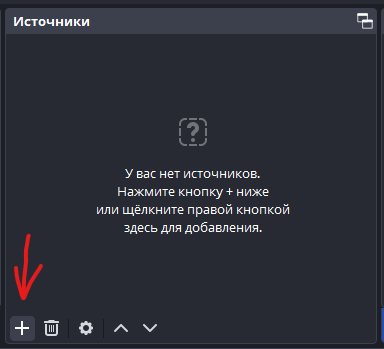 Источники
У вас нет источников.
Нажмите кнопку + ниже
или щёлкните правой кнопкой
здесь для добавления.